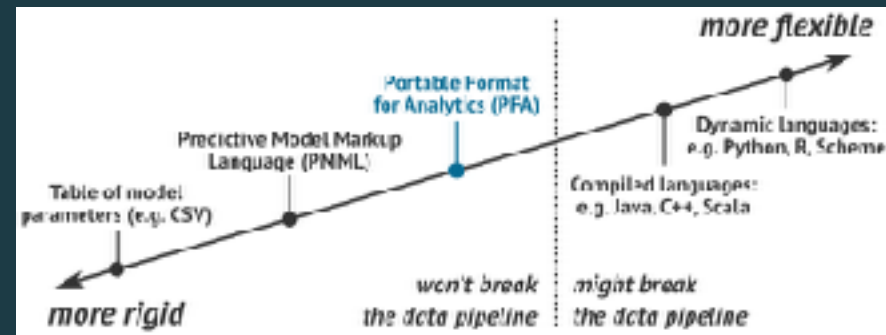 more flexible
Portable Format
for Analytics (PFA)
Dynamic languages:
e.g. Python, R, Scheme
Predictive Model Markup
Language (PMML)
Compiled languages:
e.g. Java, C++, Scala
Table of model
parameters (e.g. CSV)
won't break
the data pipeline
might break
the data pipeline
more rigid